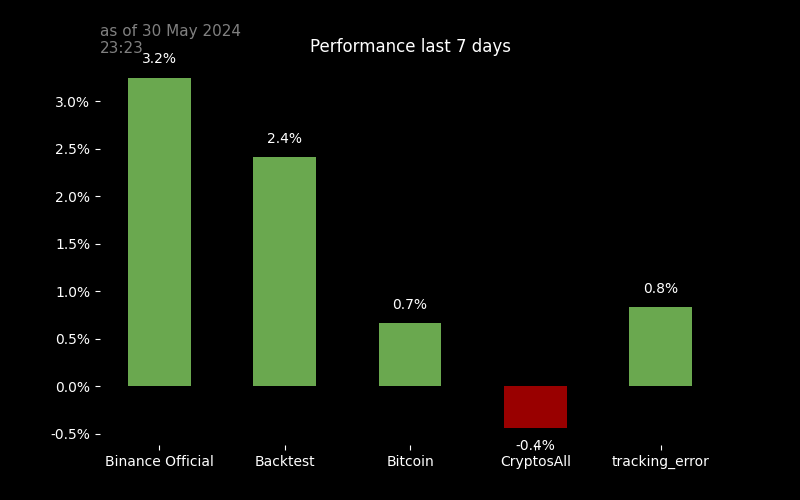 as of 30 May 2024
23:23
Performance last 7 days
3.2%
2.4%
0.7%
-0.4%
0.8%
3.0%
2.5%
2.0%
1.5%
1.0%
0.5%
0.0%
-0.5%
Binance Official
Backtest
Bitcoin
CryptosAll
tracking_error